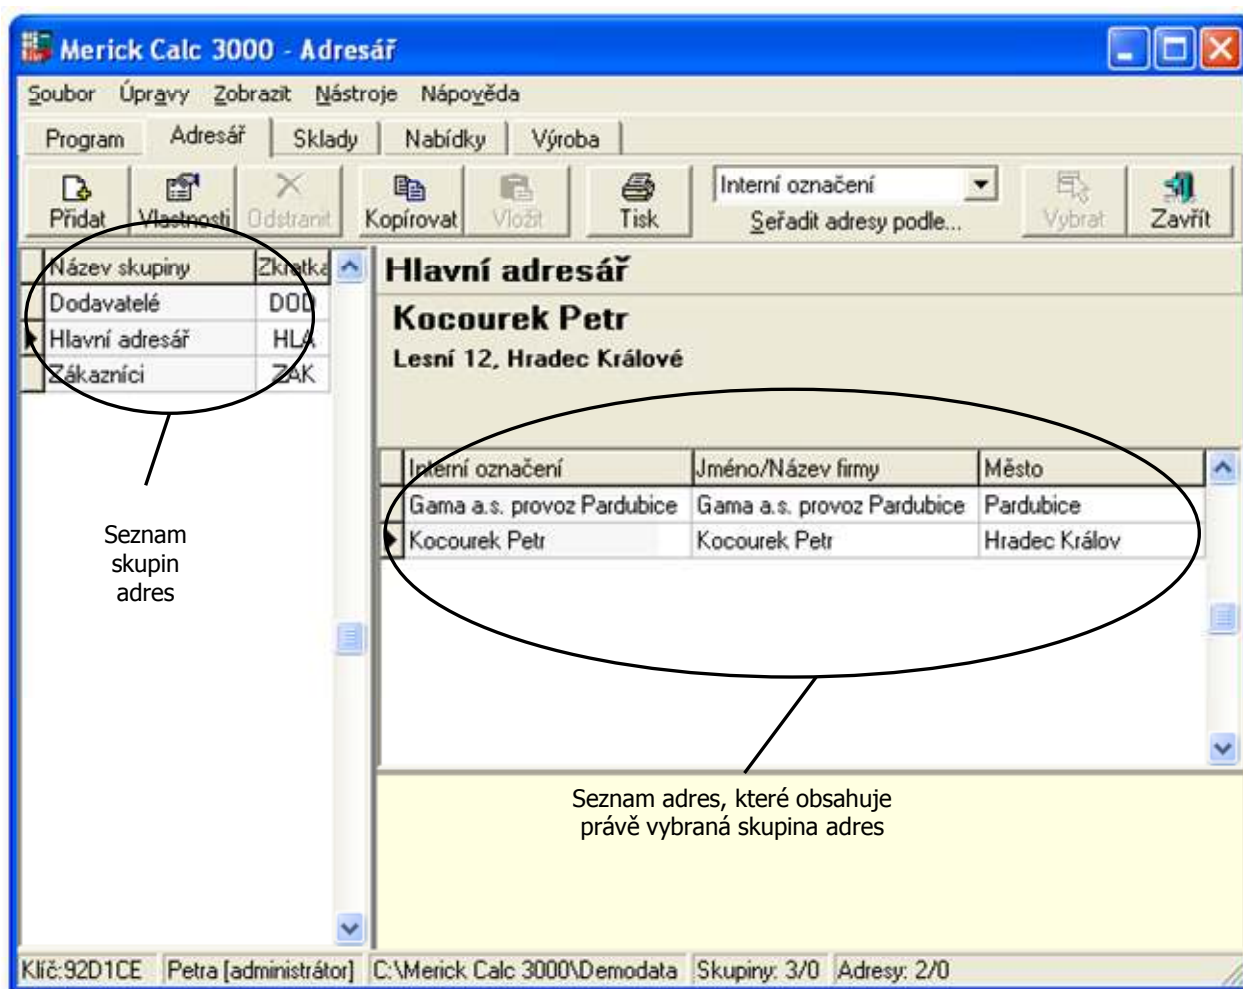 Merick Calc 3000 - Adresář
Soubor Úpravy Zobrazit Nástroje Nápověda
Program Adresář Sklady Nabídky Výroba
Přidat Vlastnosti Odstranit Kopírovat Vložit Tisk Interní označení Seřadit adresy podle... Vybrat Zavřít
Název skupiny Zkratka
Dodavatelé DOD
Hlavní adresář HLA
Zákazníci ZAK
Seznam
skupin
adres
Hlavní adresář
Kocourek Petr
Lesní 12, Hradec Králové
Interní označení Jméno/Název firmy Město
Gama a.s. provoz Pardubice Gama a.s. provoz Pardubice Pardubice
Kocourek Petr Kocourek Petr Hradec Králov
Seznam adres, které obsahuje
právě vybraná skupina adres
Klíč:92D1CE Petra [administrátor] C:\Merick Calc 3000\Demodata Skupiny: 3/0 Adresy: 2/0